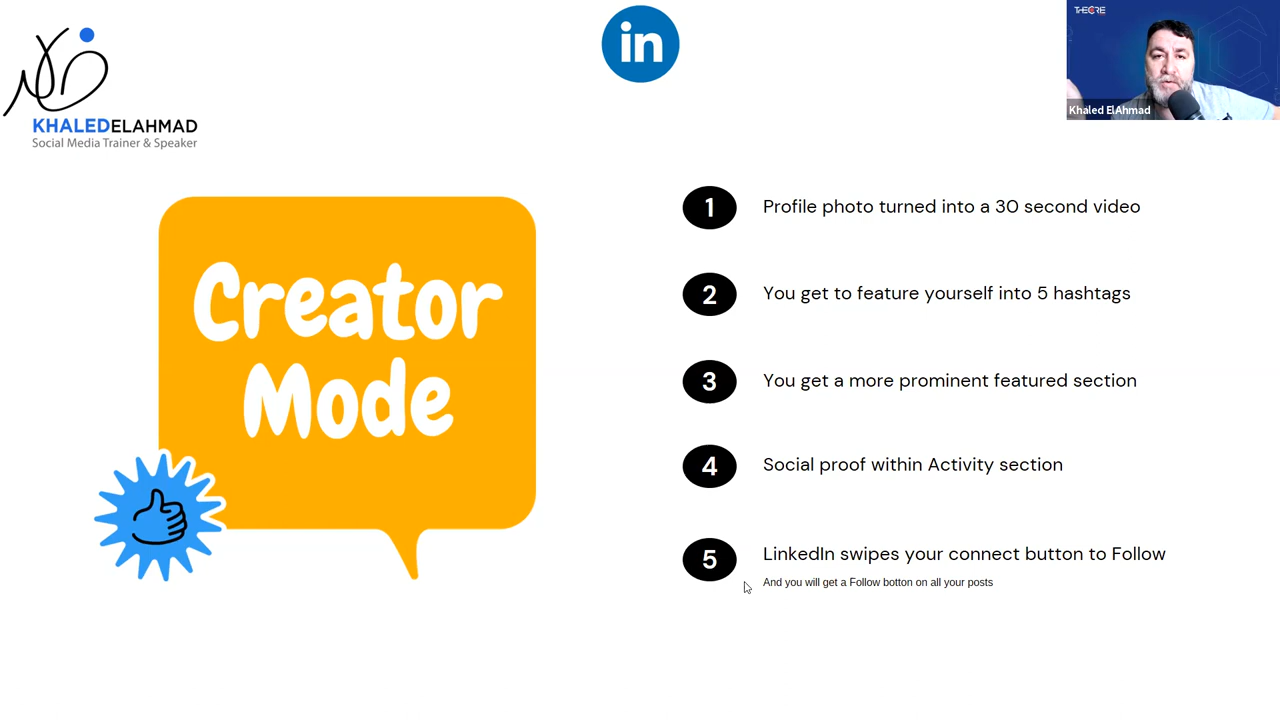 in
THECORE
Khaled ElAhmad
KHALEDELAHMAD
Social Media Trainer & Speaker
Creator
Mode
1 Profile photo turned into a 30 second video
2 You get to feature yourself into 5 hashtags
3 You get a more prominent featured section
4 Social proof within Activity section
5 LinkedIn swipes your connect button to Follow
And you will get a Follow botton on all your posts